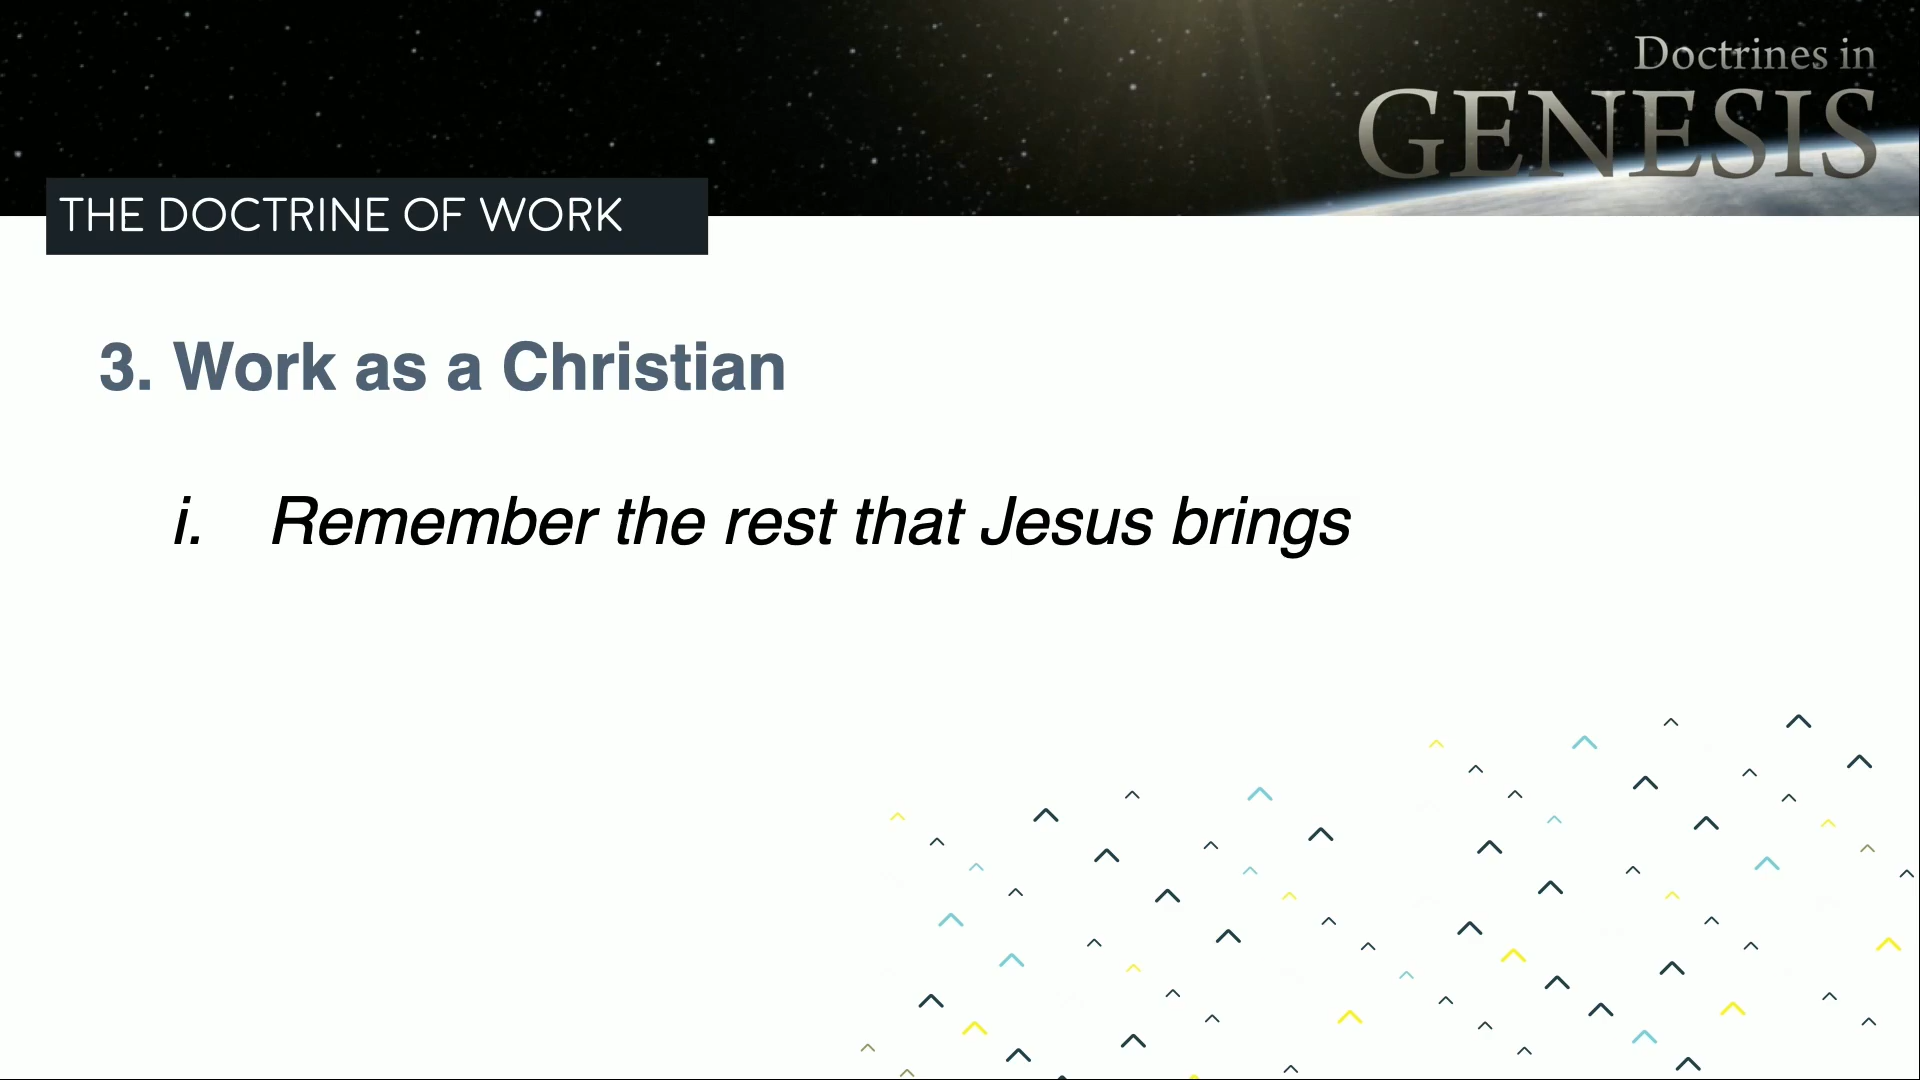 Doctrines in
GENESIS
THE DOCTRINE OF WORK
3. Work as a Christian
i. Remember the rest that Jesus brings